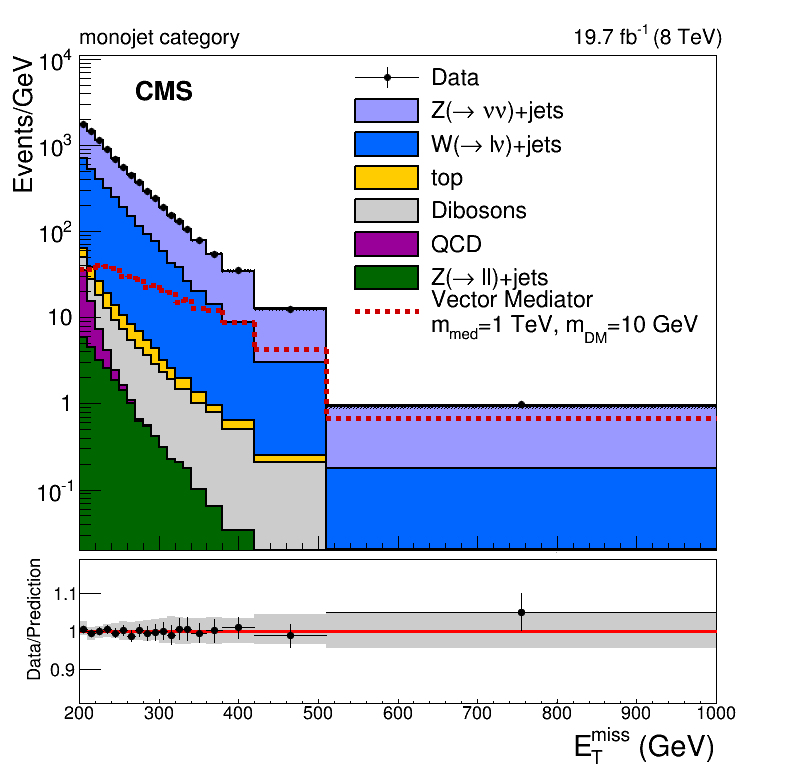 monojet category 19.7 fb⁻¹ (8 TeV)
Events/GeV
CMS
Data
Z(→ νν)+jets
W(→ lν)+jets
top
Dibosons
QCD
Z(→ ll)+jets
Vector Mediator
m_med=1 TeV, m_DM=10 GeV
10⁴
10³
10²
10
1
10⁻¹
Data/Prediction
1.1
1
0.9
200 300 400 500 600 700 800 900 1000
E_T^miss (GeV)